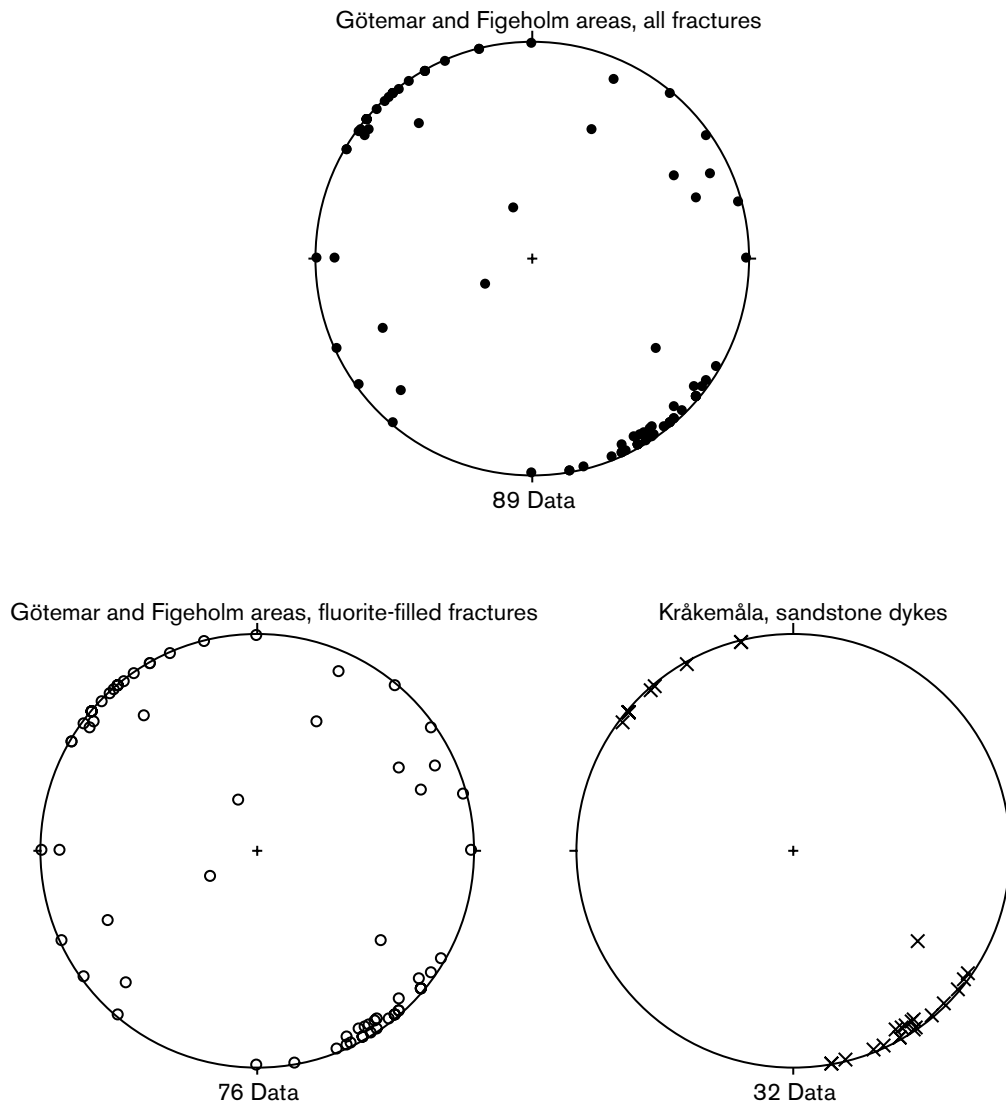 Götemar and Figeholm areas, all fractures
89 Data
Götemar and Figeholm areas, fluorite-filled fractures
Kråkemåla, sandstone dykes
76 Data
32 Data